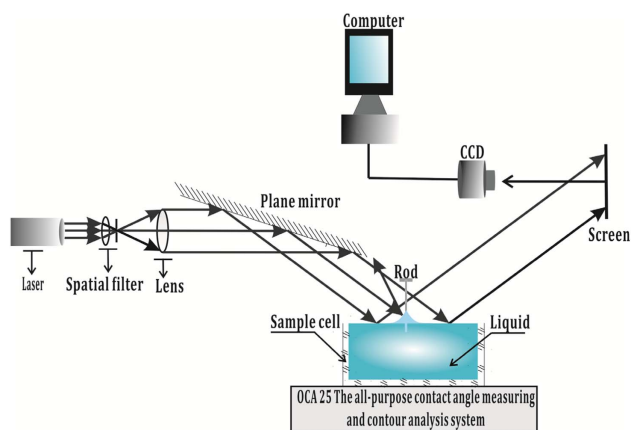 Computer
CCD
Plane mirror
Screen
Rod
Laser
Spatial filter
Lens
Sample cell
Liquid
OCA 25 The all-purpose contact angle measuring
and contour analysis system